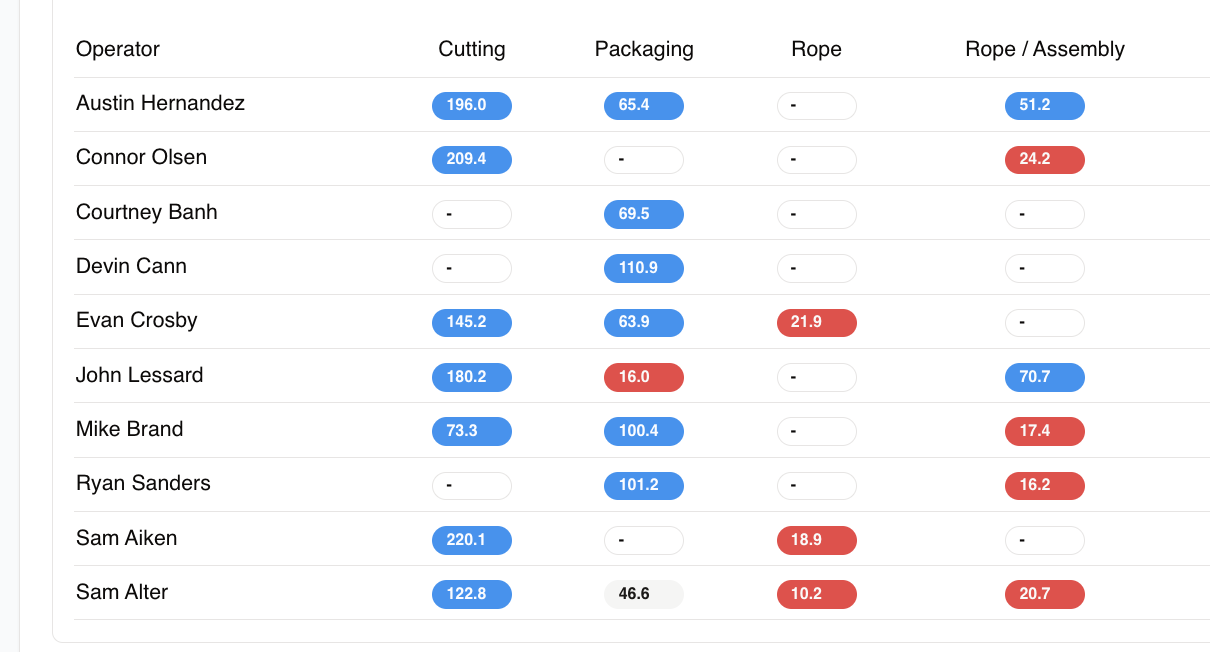 Operator Cutting Packaging Rope Rope / Assembly
Austin Hernandez 196.0 65.4 - 51.2
Connor Olsen 209.4 - - 24.2
Courtney Banh - 69.5 - -
Devin Cann - 110.9 - -
Evan Crosby 145.2 63.9 21.9 -
John Lessard 180.2 16.0 - 70.7
Mike Brand 73.3 100.4 - 17.4
Ryan Sanders - 101.2 - 16.2
Sam Aiken 220.1 - 18.9 -
Sam Alter 122.8 46.6 10.2 20.7